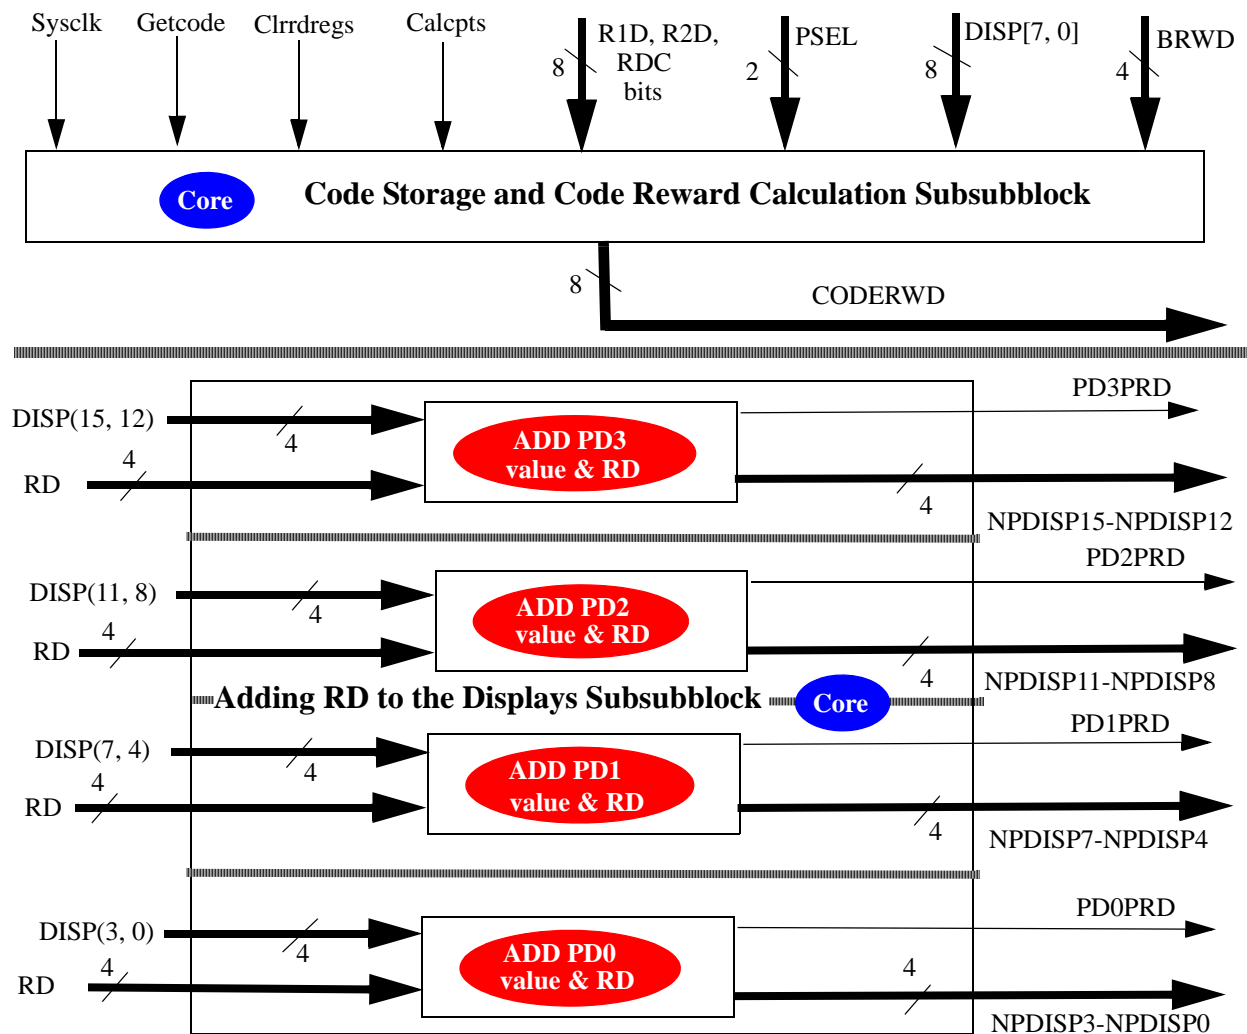 Sysclk
Getcode
Clrrdregs
Calcpts
R1D, R2D,
RDC
bits
8
PSEL
2
DISP[7, 0]
8
BRWD
4
Core
Code Storage and Code Reward Calculation Subsubblock
8
CODERWD
DISP(15, 12)
4
RD
4
ADD PD3
value & RD
PD3PRD
4
NPDISP15-NPDISP12
DISP(11, 8)
4
RD
4
ADD PD2
value & RD
PD2PRD
4
NPDISP11-NPDISP8
Adding RD to the Displays Subsubblock
Core
DISP(7, 4)
4
RD
4
ADD PD1
value & RD
PD1PRD
4
NPDISP7-NPDISP4
DISP(3, 0)
4
RD
4
ADD PD0
value & RD
PD0PRD
4
NPDISP3-NPDISP0